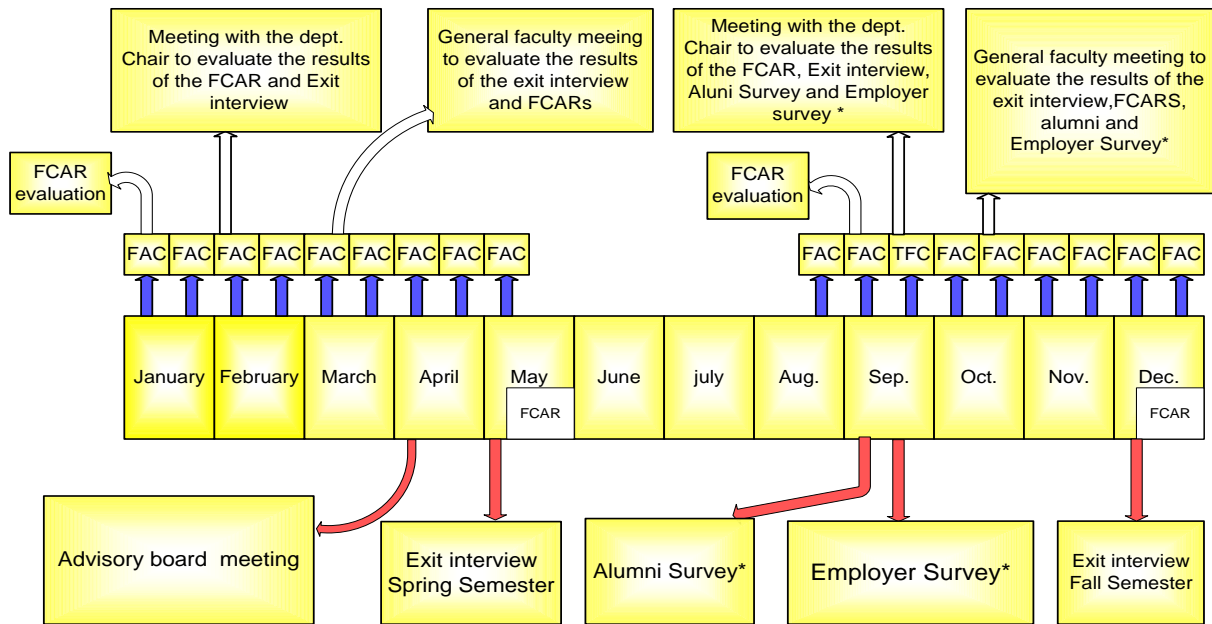 Meeting with the dept.
Chair to evaluate the results
of the FCAR and Exit
interview
General faculty meeing
to evaluate the results
of the exit interview
and FCARs
Meeting with the dept.
Chair to evaluate the results
of the FCAR, Exit interview,
Aluni Survey and Employer
survey *
General faculty meeting to
evaluate the results of the
exit interview,FCARS,
alumni and
Employer Survey*
FCAR
evaluation
FCAR
evaluation
FAC FAC FAC FAC FAC FAC FAC FAC FAC
FAC FAC TFC FAC FAC FAC FAC FAC FAC
January February March April May June july Aug. Sep. Oct. Nov. Dec.
FCAR
FCAR
Advisory board meeting
Exit interview
Spring Semester
Alumni Survey*
Employer Survey*
Exit interview
Fall Semester